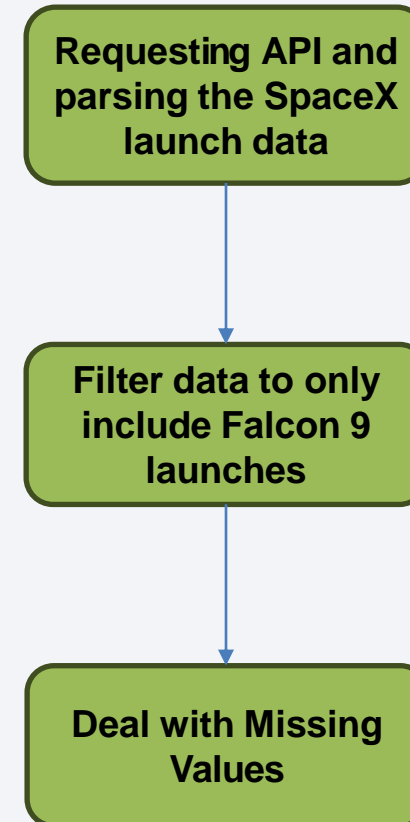 Requesting API and
parsing the SpaceX
launch data
Filter data to only
include Falcon 9
launches
Deal with Missing
Values